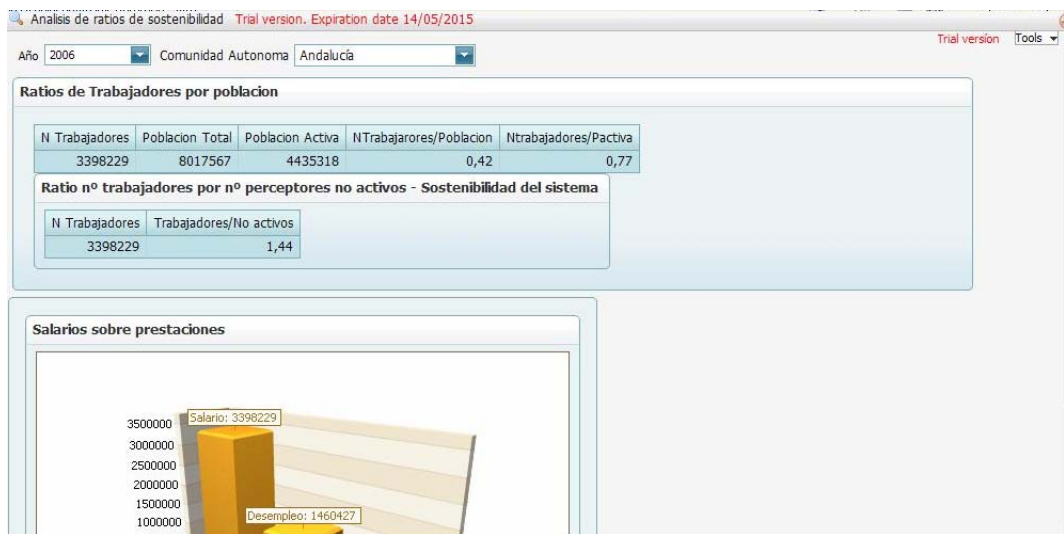 Analisis de ratios de sostenibilidad Trial version. Expiration date 14/05/2015
Trial versíon Tools
Año 2006 Comunidad Autonoma Andalucía
Ratios de Trabajadores por poblacion
N Trabajadores Poblacion Total Poblacion Activa NTrabajarores/Poblacion Ntrabajadores/Pactiva
3398229 8017567 4435318 0,42 0,77
Ratio nº trabajadores por nº perceptores no activos - Sostenibilidad del sistema
N Trabajadores Trabajadores/No activos
3398229 1,44
Salarios sobre prestaciones
Salario: 3398229
3500000
3000000
2500000
2000000
1500000
Desempleo: 1460427
1000000